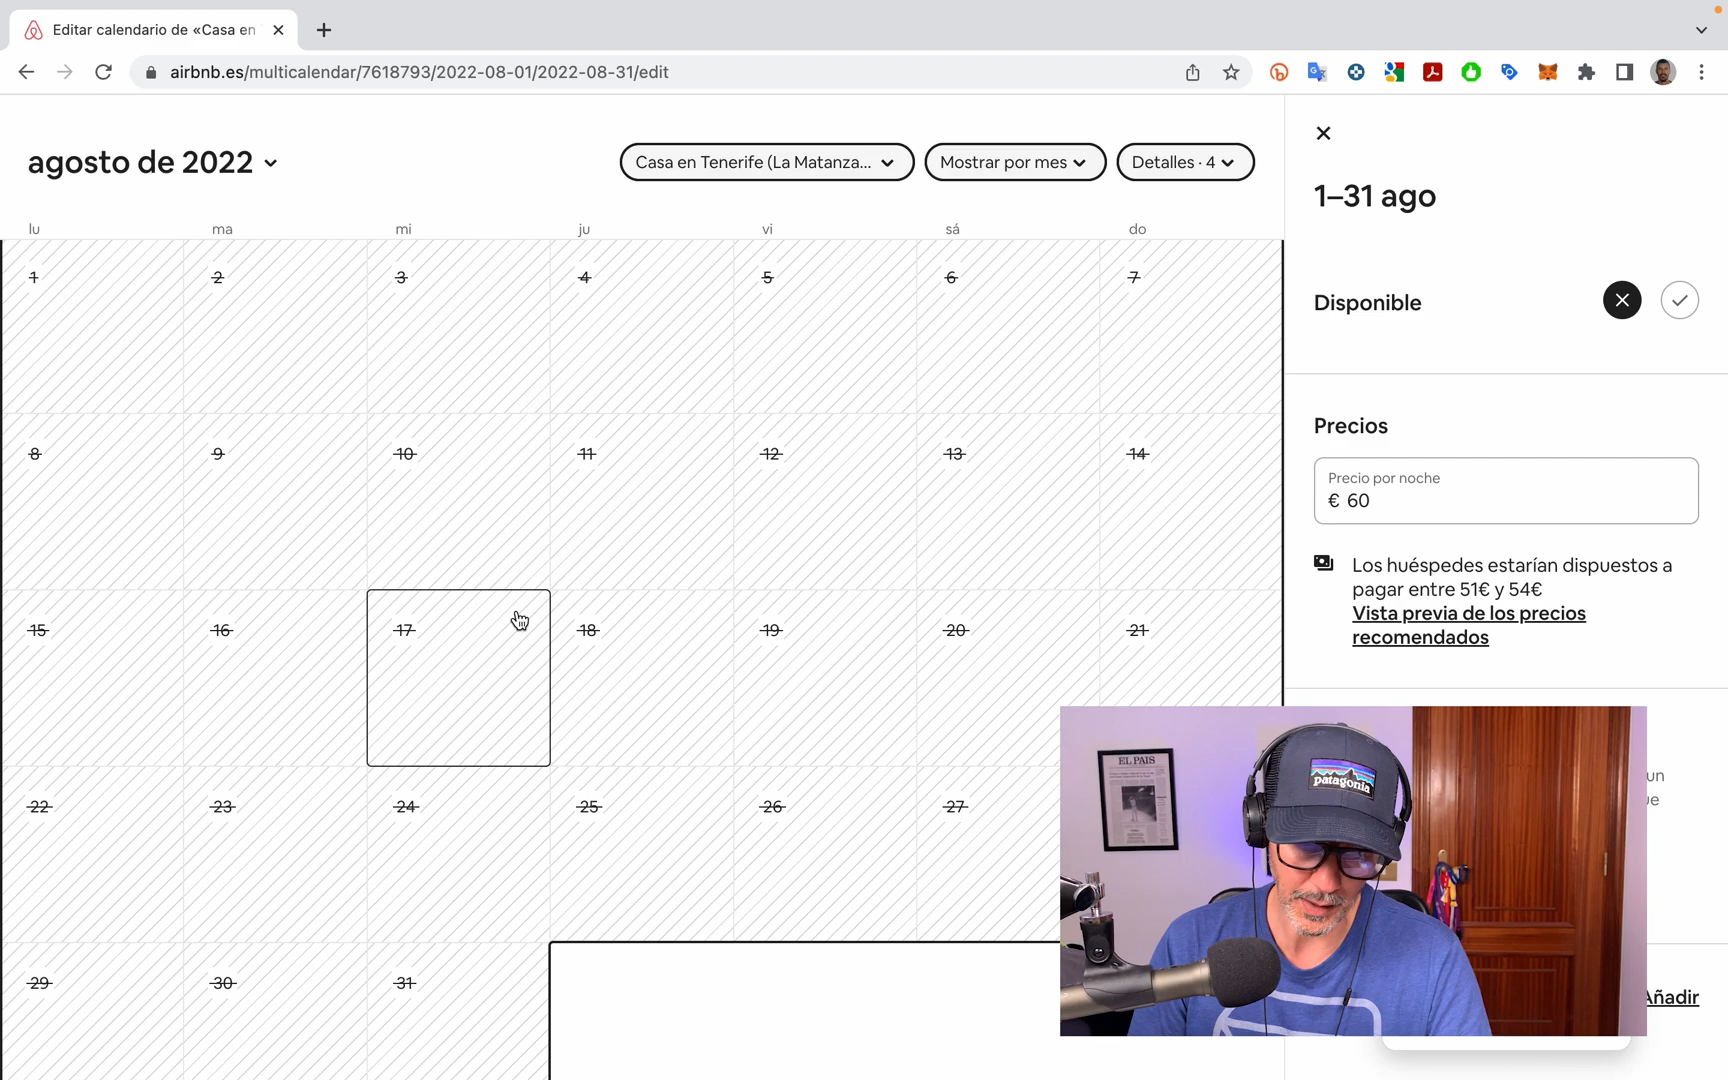 Editar calendario de «Casa en
airbnb.es/multicalendar/7618793/2022-08-01/2022-08-31/edit
agosto de 2022
Casa en Tenerife (La Matanza...
Mostrar por mes
Detalles · 4
lu ma mi ju vi sá do
1 2 3 4 5 6 7
8 9 10 11 12 13 14
15 16 17 18 19 20 21
22 23 24 25 26 27
29 30 31
1–31 ago
Disponible
Precios
Precio por noche
€ 60
Los huéspedes estarían dispuestos a
pagar entre 51€ y 54€
Vista previa de los precios
recomendados
un
ue
Añadir
EL PAIS
patagonia